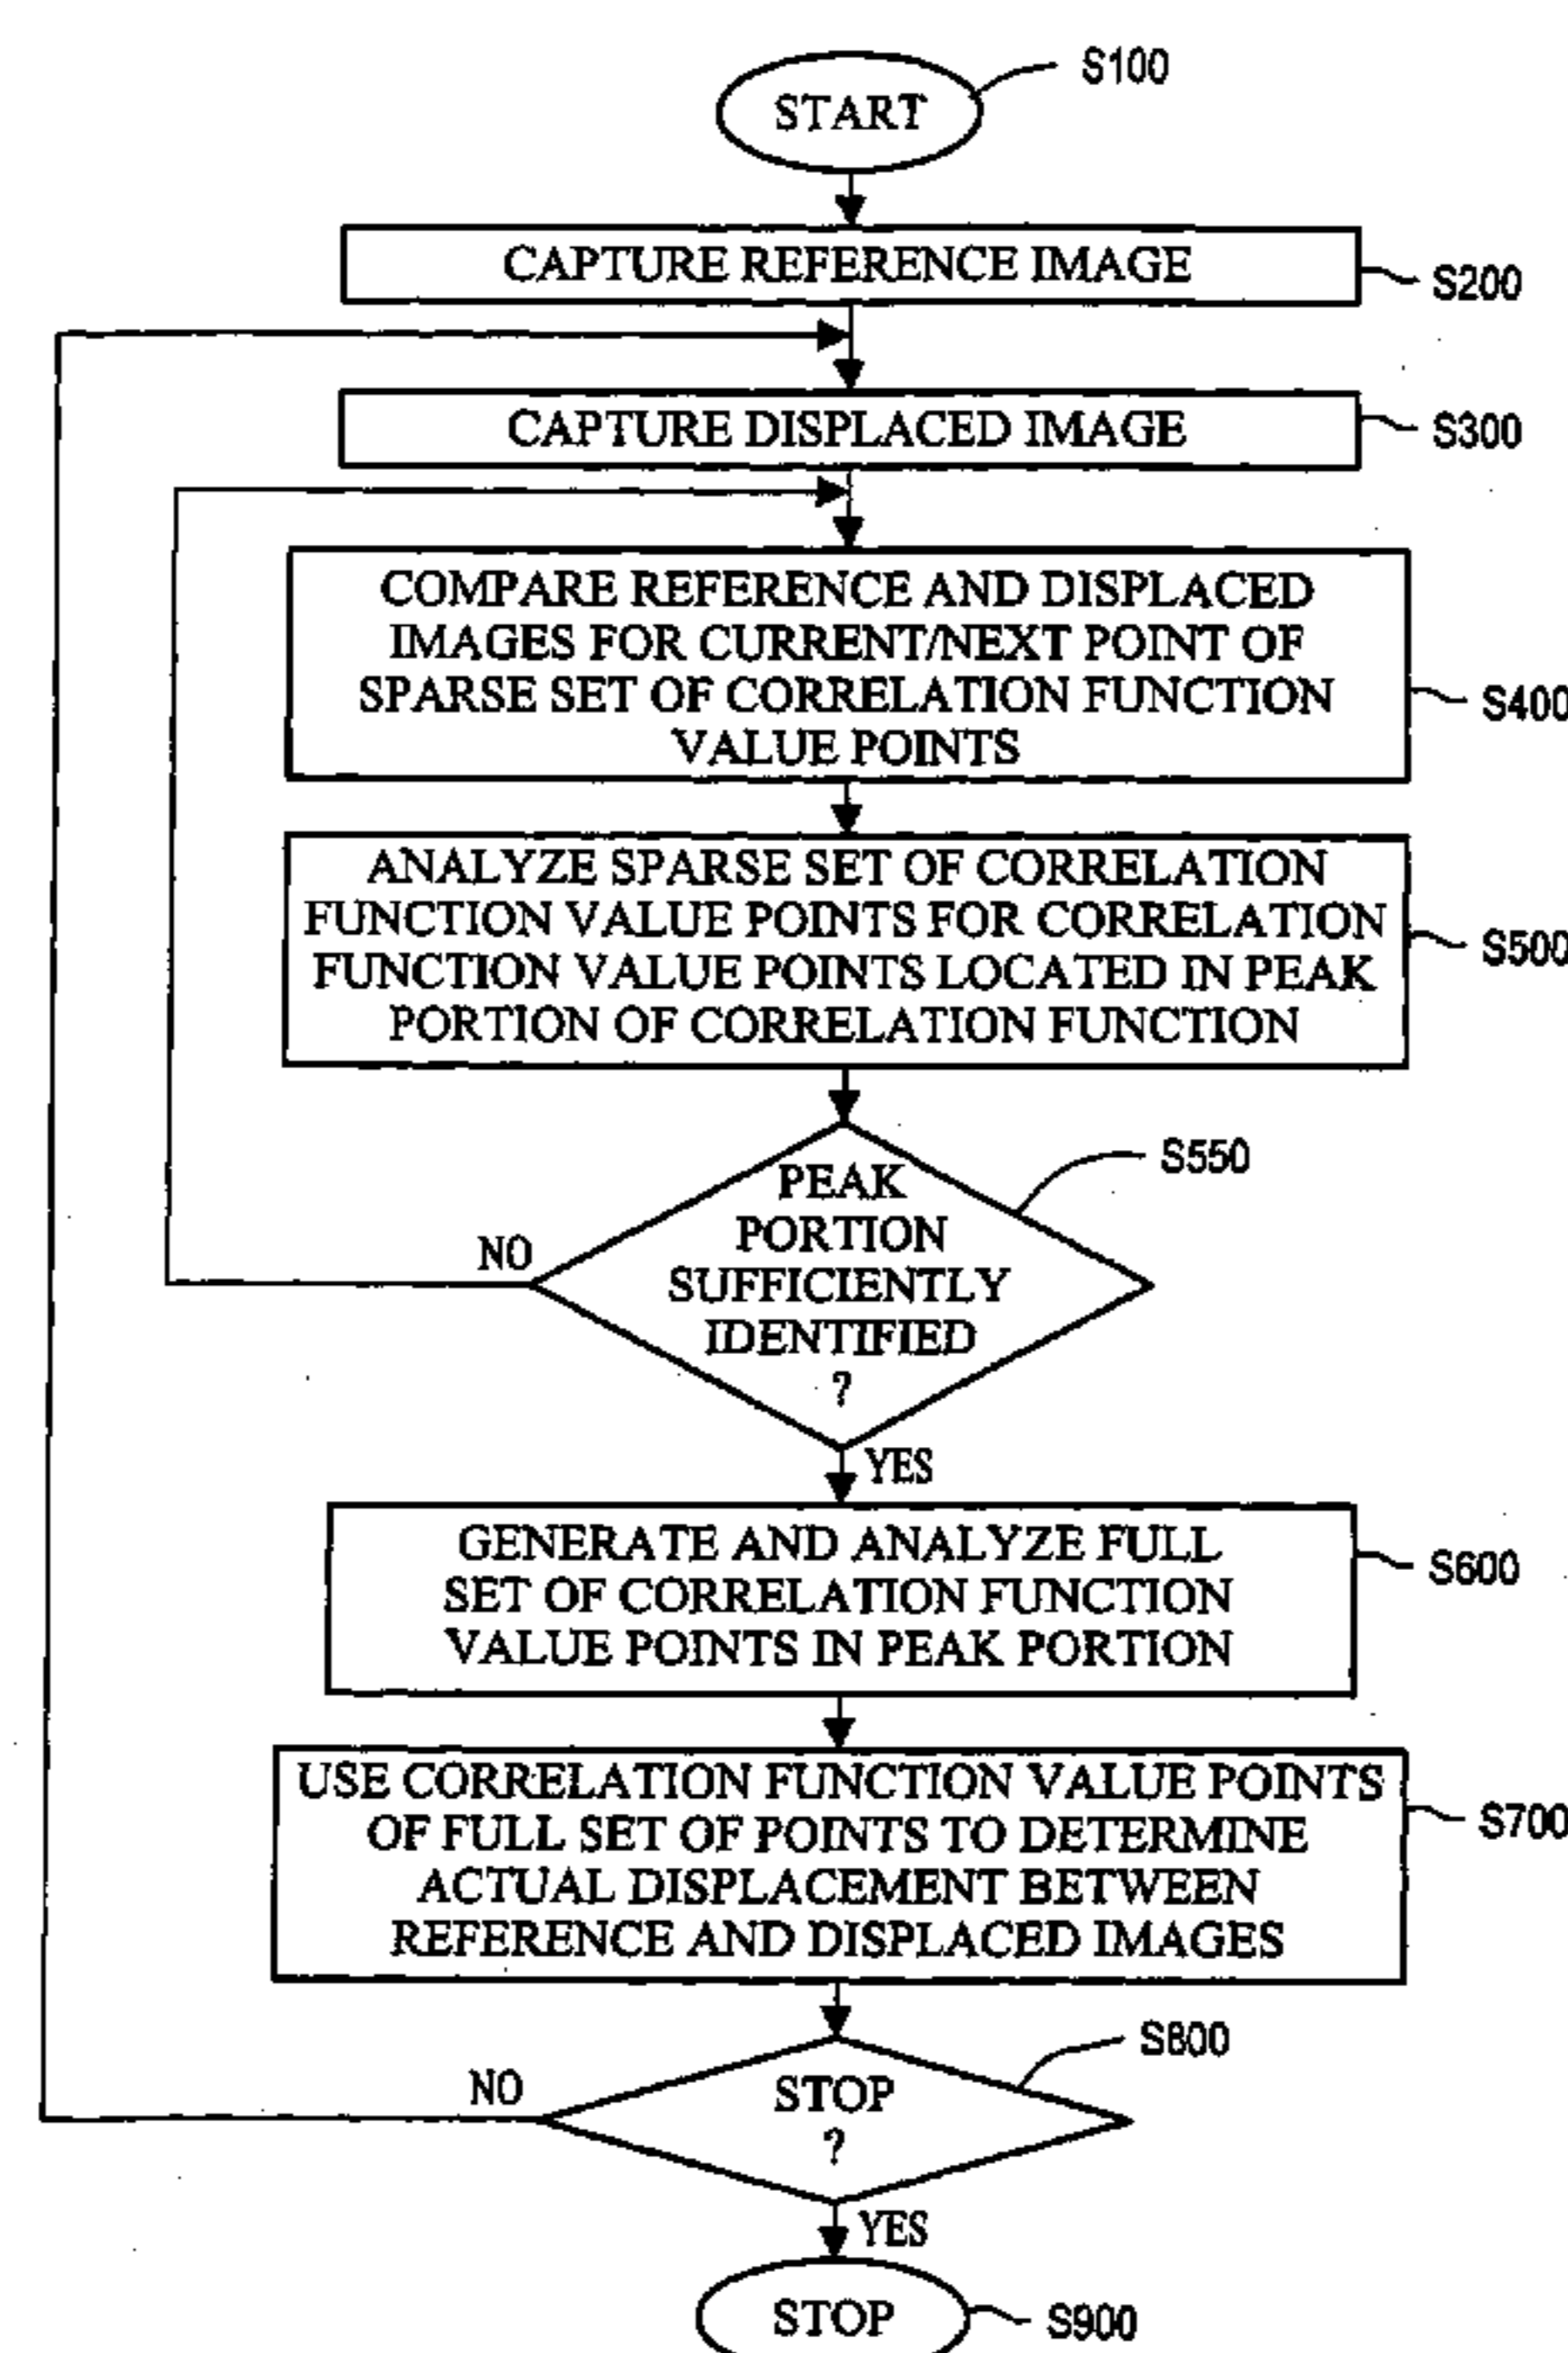 START
S100
CAPTURE REFERENCE IMAGE
S200
CAPTURE DISPLACED IMAGE
S300
COMPARE REFERENCE AND DISPLACED
IMAGES FOR CURRENT/NEXT POINT OF
SPARSE SET OF CORRELATION FUNCTION
VALUE POINTS
S400
ANALYZE SPARSE SET OF CORRELATION
FUNCTION VALUE POINTS FOR CORRELATION
FUNCTION VALUE POINTS LOCATED IN PEAK
PORTION OF CORRELATION FUNCTION
S500
PEAK
PORTION
SUFFICIENTLY
IDENTIFIED
?
S550
NO
YES
GENERATE AND ANALYZE FULL
SET OF CORRELATION FUNCTION
VALUE POINTS IN PEAK PORTION
S600
USE CORRELATION FUNCTION VALUE POINTS
OF FULL SET OF POINTS TO DETERMINE
ACTUAL DISPLACEMENT BETWEEN
REFERENCE AND DISPLACED IMAGES
S700
STOP
?
S800
NO
YES
STOP
S900